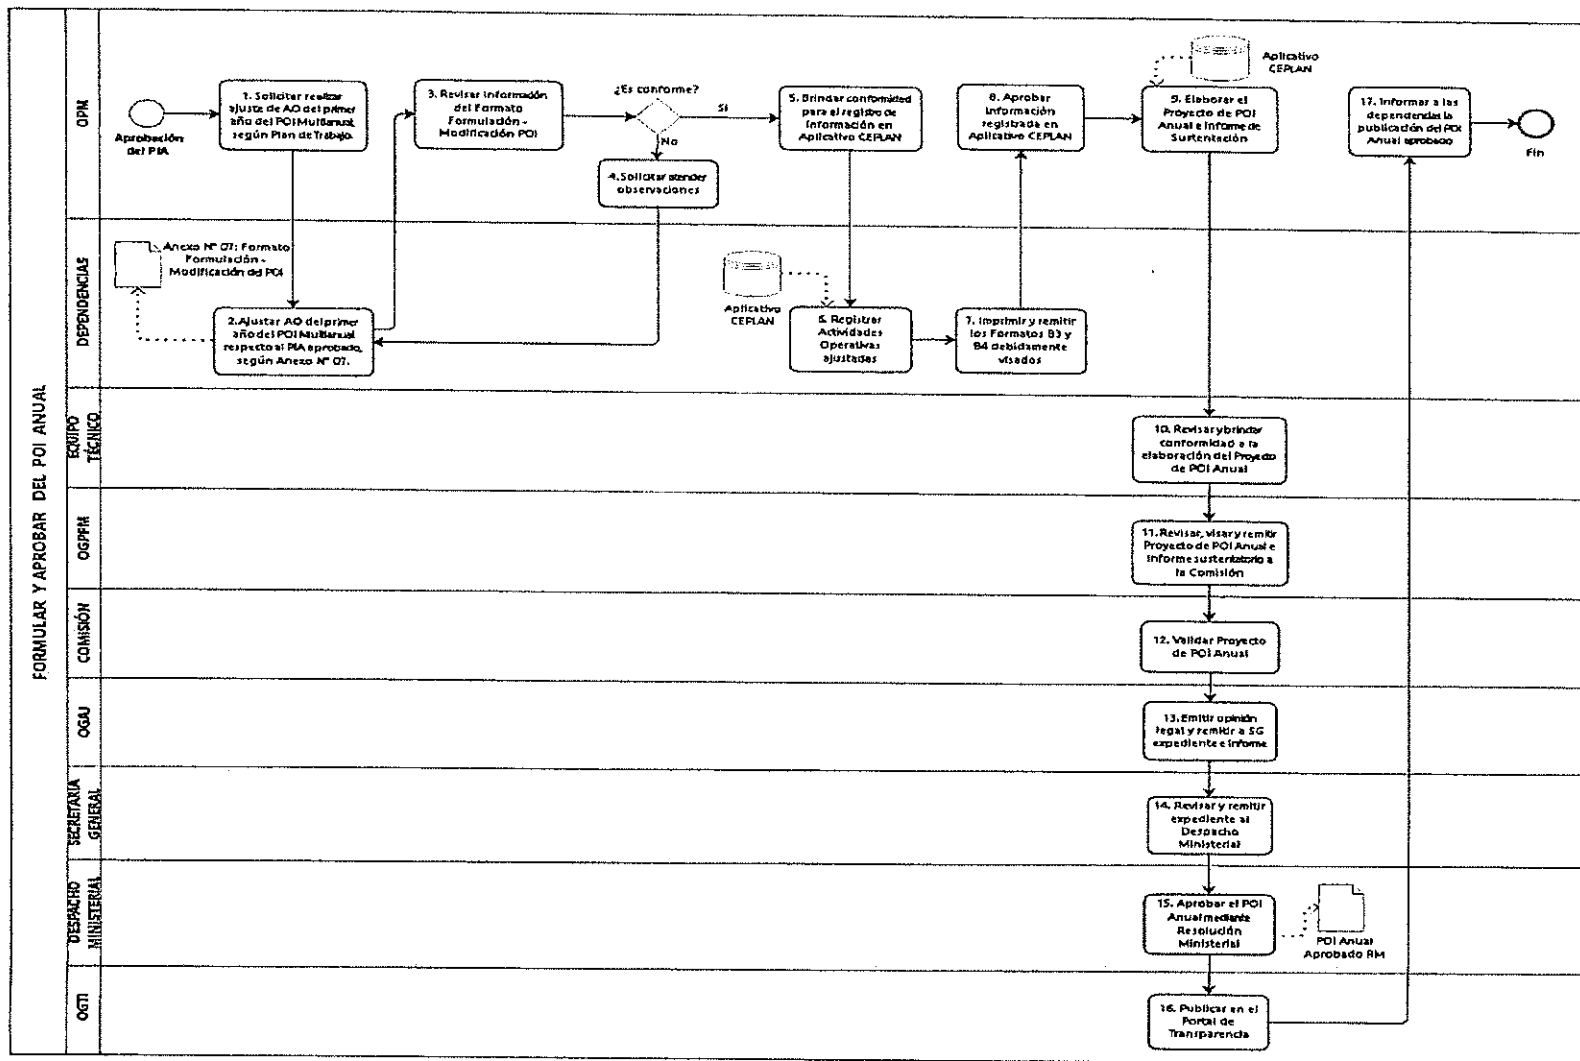 FORMULAR Y APROBAR DEL POI ANUAL
OPM
Aprobación
del PIA
1. Solicitar realizar
ajuste de AO del primer
año del POI Multianual,
según Plan de Trabajo.
3. Revisar información
del Formato
Formulación -
Modificación POI
¿Es conforme?
Si
No
4. Solicitar atender
observaciones
5. Brindar conformidad
para el registro de
Información en
Aplicativo CEPLAN
8. Aprobar
Información
registrada en
Aplicativo CEPLAN
Aplicativo
CEPLAN
9. Elaborar el
Proyecto de POI
Anual e Informe de
Sustentación
17. Informar a las
dependencias la
publicación del POI
Anual aprobado
Fin
DEPENDENCIAS
Anexo N° 07: Formato
Formulación -
Modificación del POI
2. Ajustar AO del primer
año del POI Multianual
respecto al PIA aprobado,
según Anexo N° 07.
Aplicativo
CEPLAN
6. Registrar
Actividades
Operativas
ajustadas
7. Imprimir y remitir
los Formatos B3 y
B4 debidamente
visados
EQUIPO
TÉCNICO
10. Revisar y brindar
conformidad a la
elaboración del Proyecto
de POI Anual
OGPPM
11. Revisar, visar y remitir
Proyecto de POI Anual e
Informe sustentatorio a
la Comisión
COMISIÓN
12. Validar Proyecto
de POI Anual
OGAJ
13. Emitir opinión
legal y remitir a SG
expediente e informe
SECRETARIA
GENERAL
14. Revisar y remitir
expediente al
Despacho
Ministerial
DESPACHO
MINISTERIAL
15. Aprobar el POI
Anual mediante
Resolución
Ministerial
POI Anual
Aprobado RM
OGTI
16. Publicar en el
Portal de
Transparencia